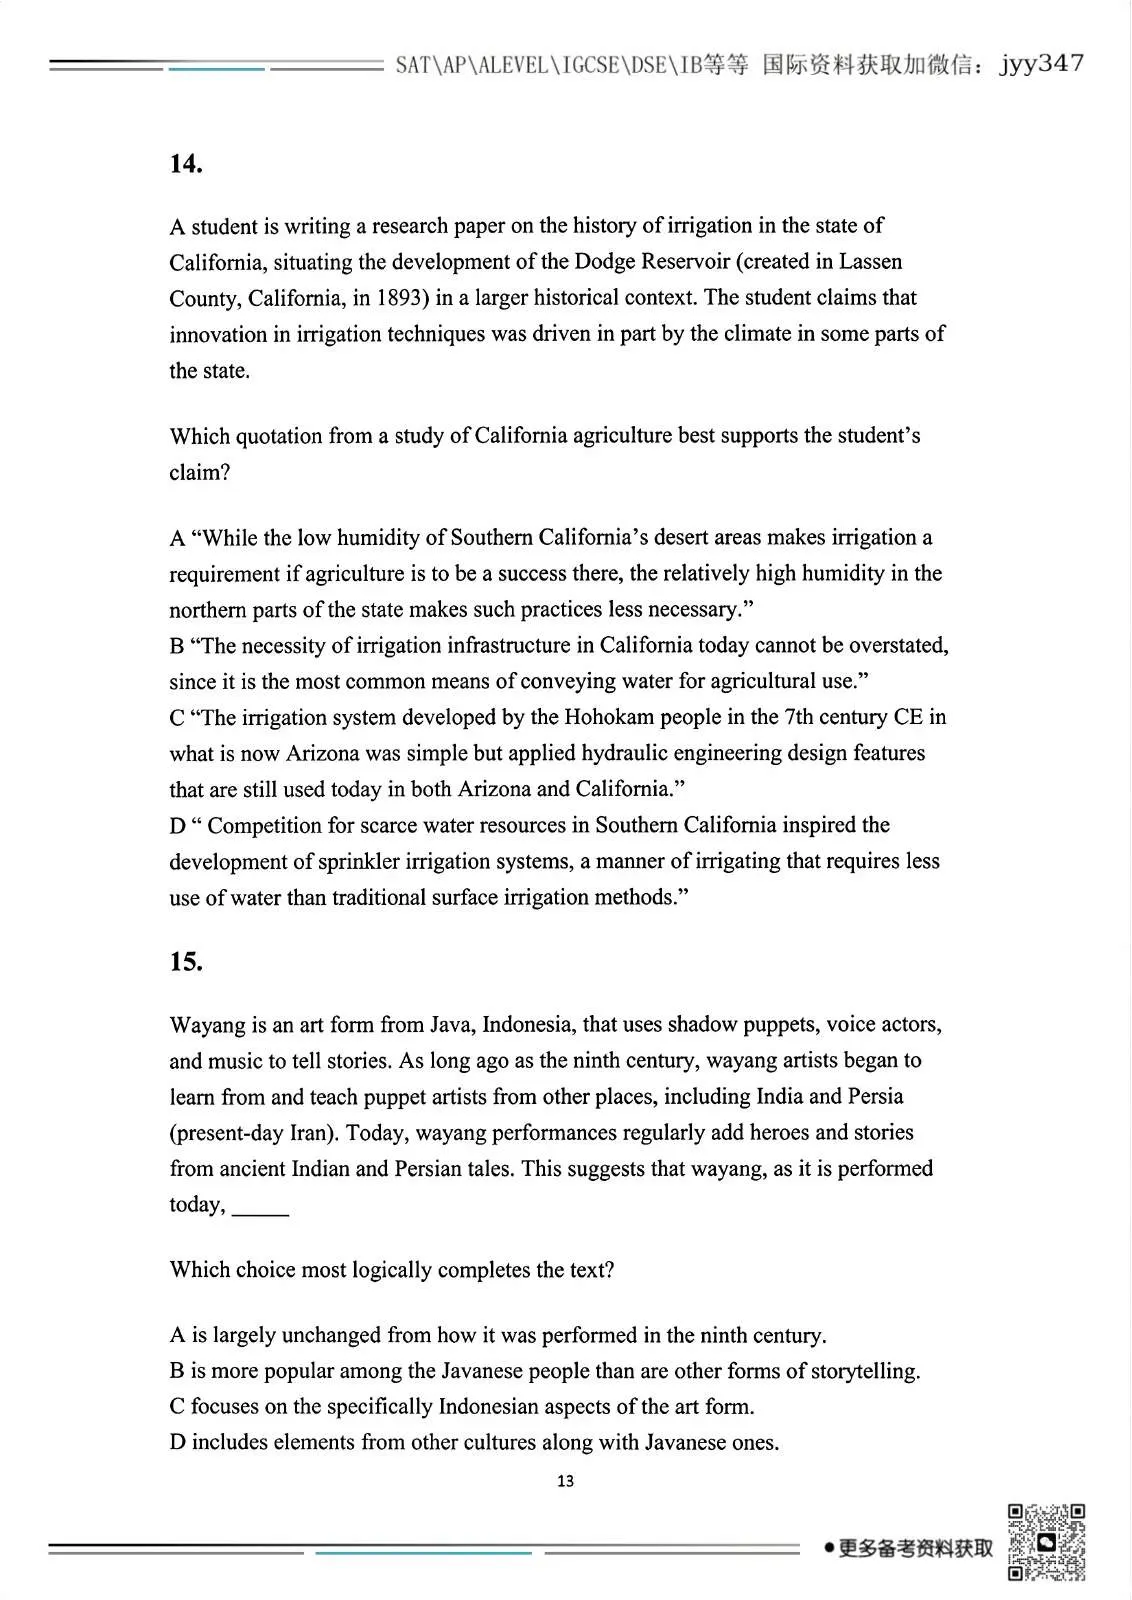 SAT\AP\ALEVEL\IGCSE\DSE\IB等等 国际资料获取加微信：jyy347
14.
A student is writing a research paper on the history of irrigation in the state of
California, situating the development of the Dodge Reservoir (created in Lassen
County, California, in 1893) in a larger historical context. The student claims that
innovation in irrigation techniques was driven in part by the climate in some parts of
the state.
Which quotation from a study of California agriculture best supports the student’s
claim?
A “While the low humidity of Southern California’s desert areas makes irrigation a
requirement if agriculture is to be a success there, the relatively high humidity in the
northern parts of the state makes such practices less necessary.”
B “The necessity of irrigation infrastructure in California today cannot be overstated,
since it is the most common means of conveying water for agricultural use.”
C “The irrigation system developed by the Hohokam people in the 7th century CE in
what is now Arizona was simple but applied hydraulic engineering design features
that are still used today in both Arizona and California.”
D “ Competition for scarce water resources in Southern California inspired the
development of sprinkler irrigation systems, a manner of irrigating that requires less
use of water than traditional surface irrigation methods.”
15.
Wayang is an art form from Java, Indonesia, that uses shadow puppets, voice actors,
and music to tell stories. As long ago as the ninth century, wayang artists began to
learn from and teach puppet artists from other places, including India and Persia
(present-day Iran). Today, wayang performances regularly add heroes and stories
from ancient Indian and Persian tales. This suggests that wayang, as it is performed
today, _____
Which choice most logically completes the text?
A is largely unchanged from how it was performed in the ninth century.
B is more popular among the Javanese people than are other forms of storytelling.
C focuses on the specifically Indonesian aspects of the art form.
D includes elements from other cultures along with Javanese ones.
13
●更多备考资料获取